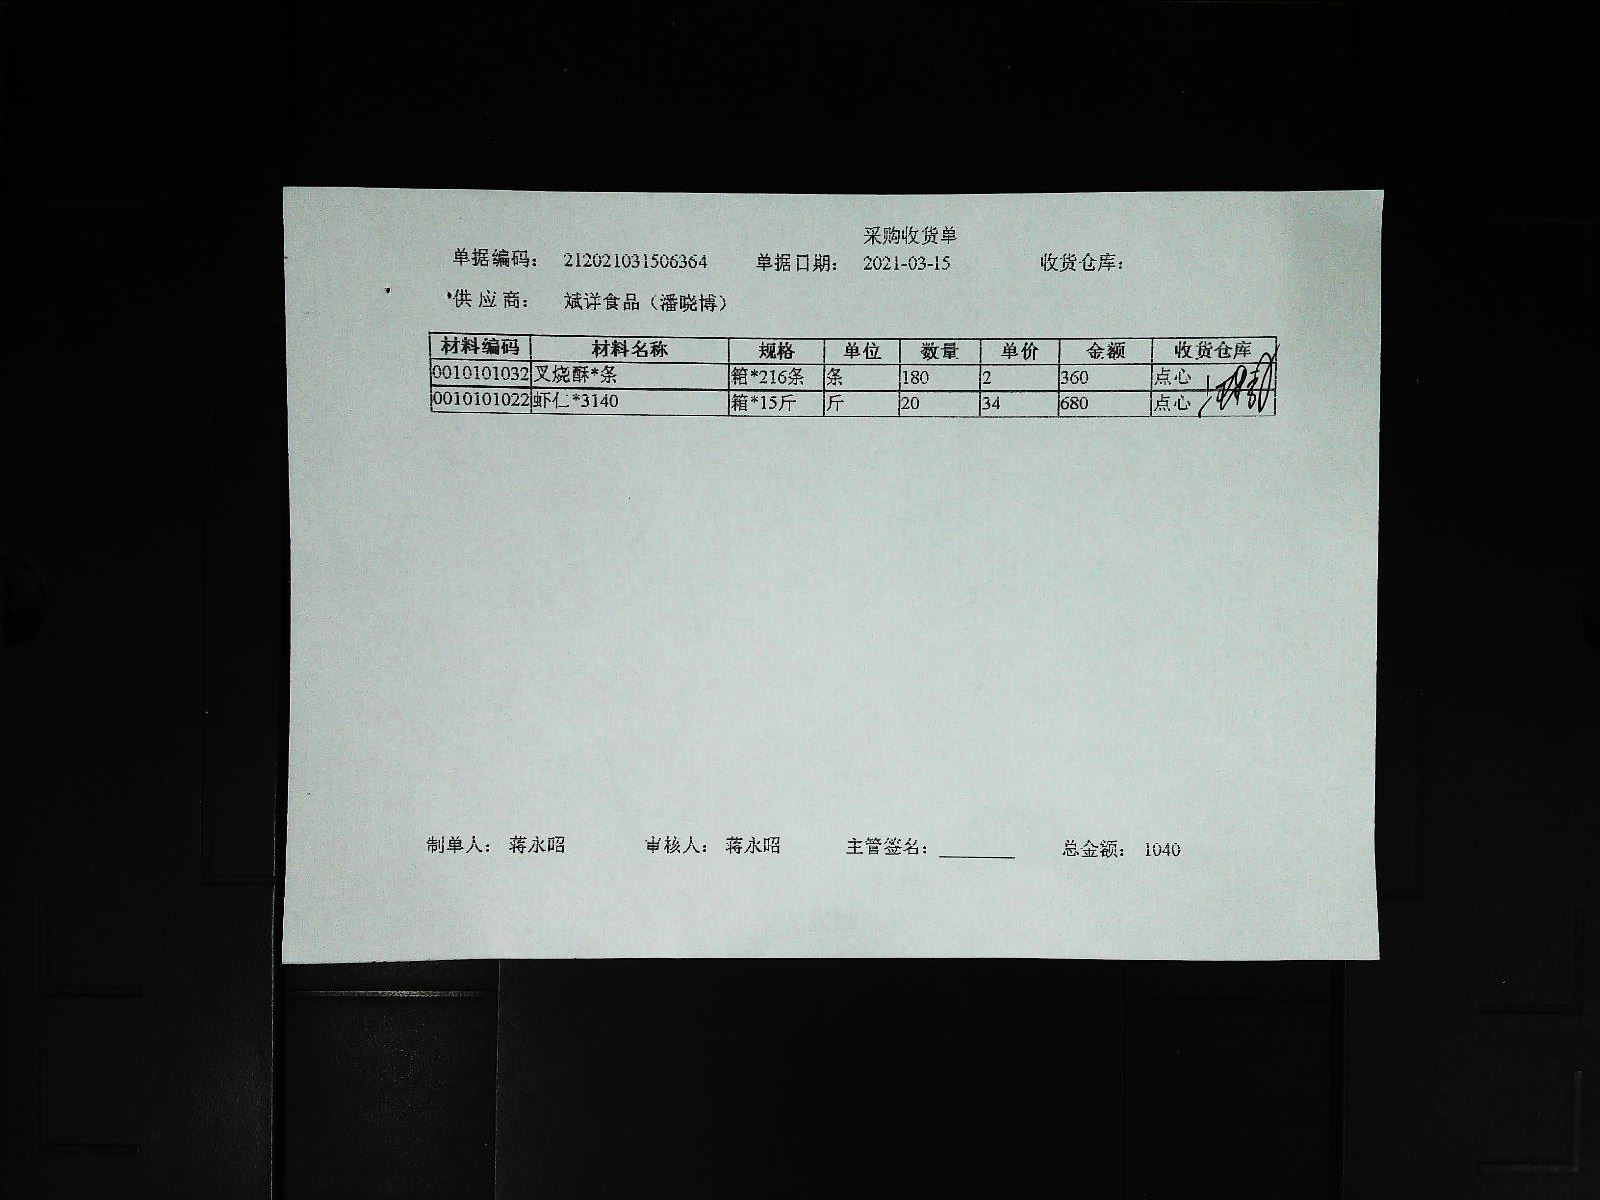 采购收货单
单据编码： 212021031506364 单据日期： 2021-03-15 收货仓库：
供应商： 斌详食品（潘晓博）
材料编码 材料名称 规格 单位 数量 单价 金额 收货仓库
0010101032 叉烧酥*条 箱*216条 条 180 2 360 点心
0010101022 虾仁*3140 箱*15斤 斤 20 34 680 点心
制单人： 蒋永昭 审核人： 蒋永昭 主管签名：________ 总金额： 1040